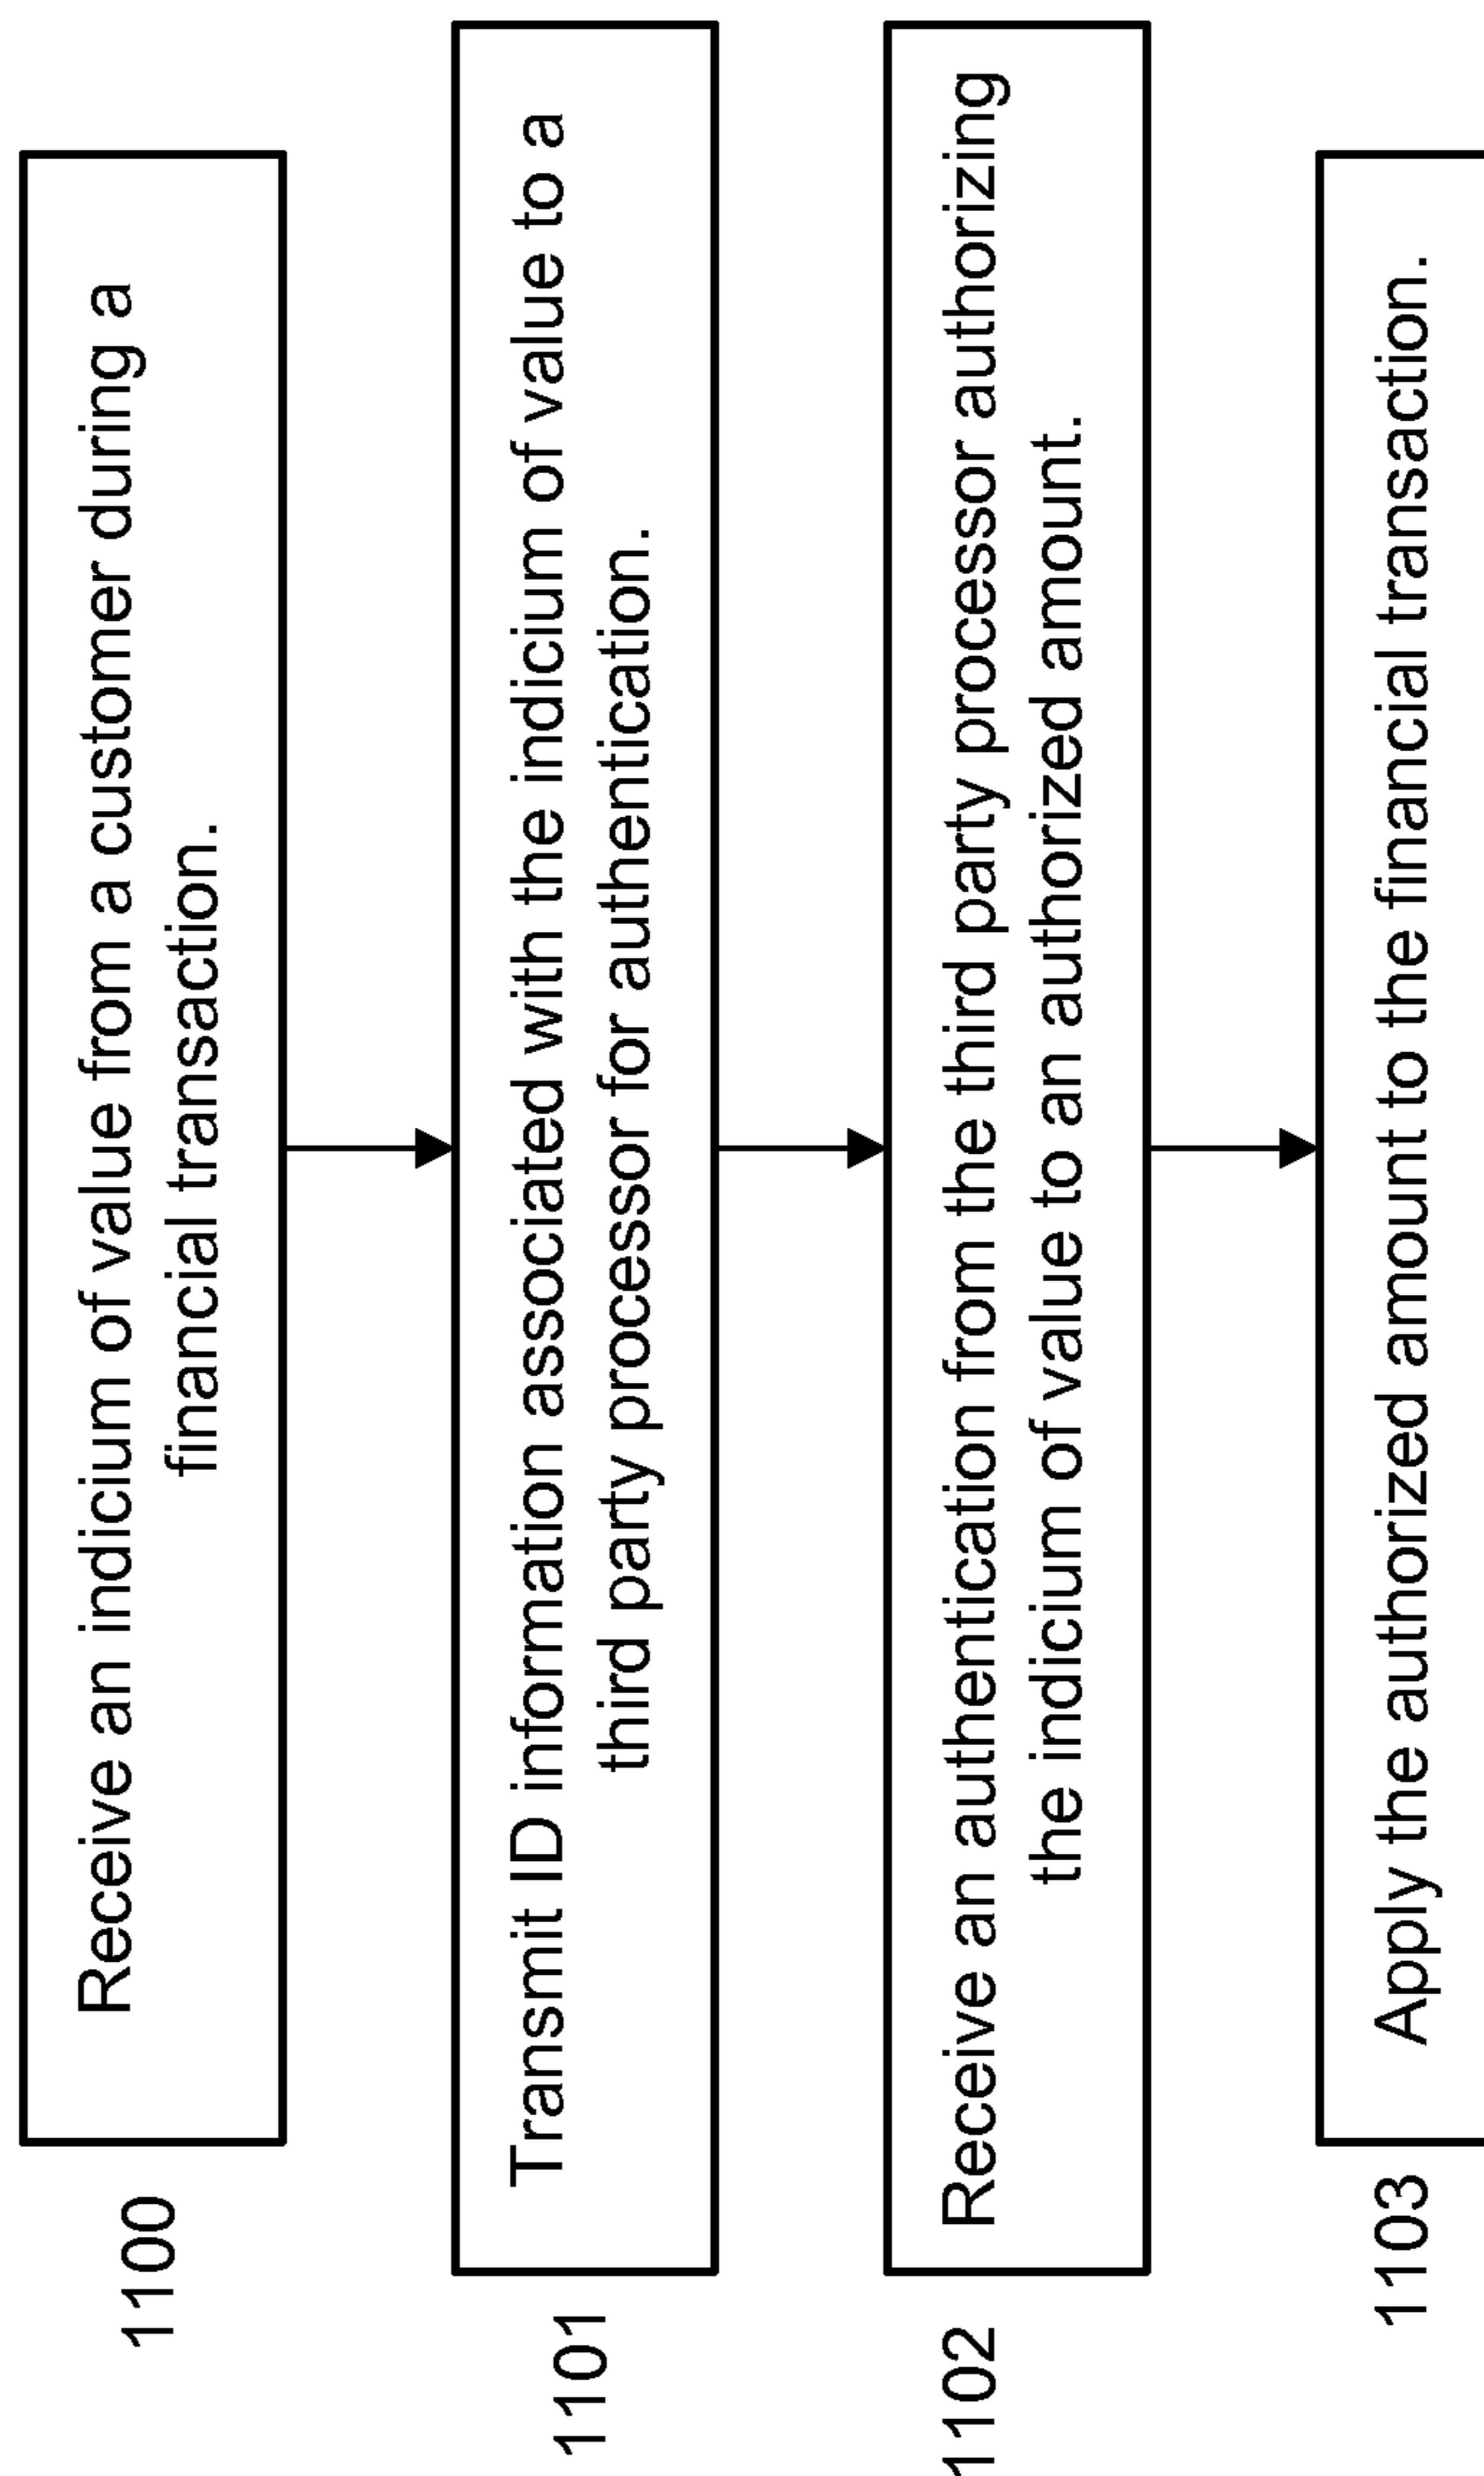 1100
Receive an indicium of value from a customer during a
financial transaction.
1101
Transmit ID information associated with the indicium of value to a
third party processor for authentication.
1102
Receive an authentication from the third party processor authorizing
the indicium of value to an authorized amount.
1103
Apply the authorized amount to the financial transaction.